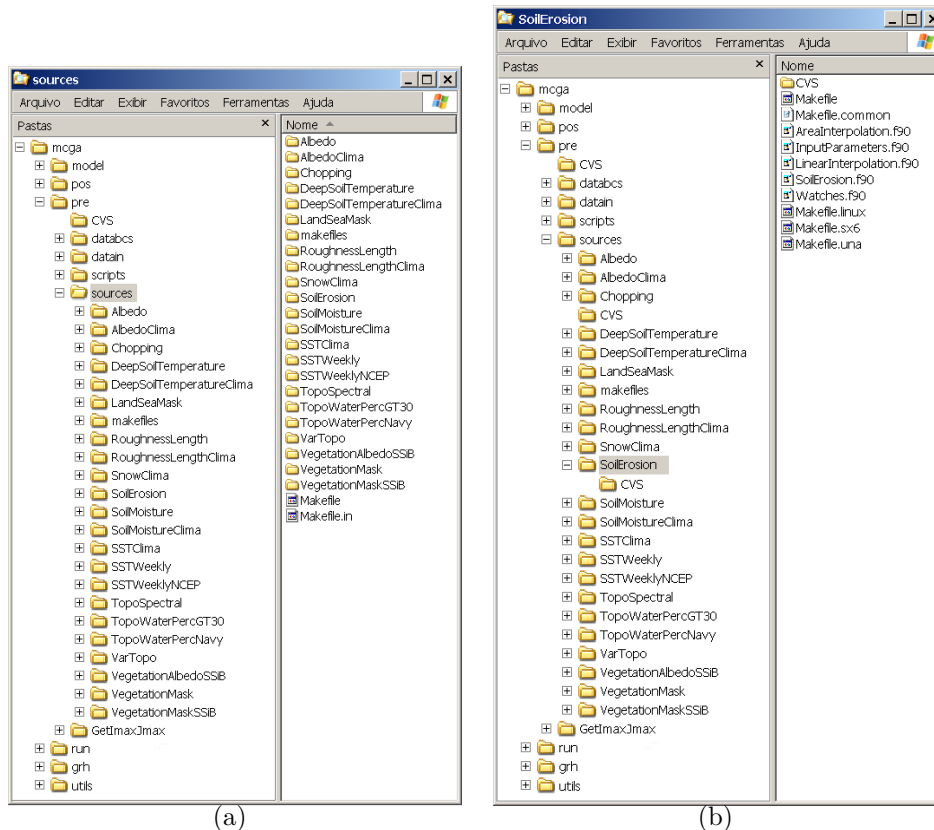 sources
Arquivo Editar Exibir Favoritos Ferramentas Ajuda
Pastas
mcga
model
pos
pre
CVS
databcs
datain
scripts
sources
Albedo
AlbedoClima
Chopping
DeepSoilTemperature
DeepSoilTemperatureClima
LandSeaMask
makefiles
RoughnessLength
RoughnessLengthClima
SnowClima
SoilErosion
SoilMoisture
SoilMoistureClima
SSTClima
SSTWeekly
SSTWeeklyNCEP
TopoSpectral
TopoWaterPercGT30
TopoWaterPercNavy
VarTopo
VegetationAlbedoSSiB
VegetationMask
VegetationMaskSSiB
GetImaxJmax
run
grh
utils
Nome
Albedo
AlbedoClima
Chopping
DeepSoilTemperature
DeepSoilTemperatureClima
LandSeaMask
makefiles
RoughnessLength
RoughnessLengthClima
SnowClima
SoilErosion
SoilMoisture
SoilMoistureClima
SSTClima
SSTWeekly
SSTWeeklyNCEP
TopoSpectral
TopoWaterPercGT30
TopoWaterPercNavy
VarTopo
VegetationAlbedoSSiB
VegetationMask
VegetationMaskSSiB
Makefile
Makefile.in
(a)
SoilErosion
Arquivo Editar Exibir Favoritos Ferramentas Ajuda
Pastas
mcga
model
pos
pre
CVS
databcs
datain
scripts
sources
Albedo
AlbedoClima
Chopping
CVS
DeepSoilTemperature
DeepSoilTemperatureClima
LandSeaMask
makefiles
RoughnessLength
RoughnessLengthClima
SnowClima
SoilErosion
CVS
SoilMoisture
SoilMoistureClima
SSTClima
SSTWeekly
SSTWeeklyNCEP
TopoSpectral
TopoWaterPercGT30
TopoWaterPercNavy
VarTopo
VegetationAlbedoSSiB
VegetationMask
VegetationMaskSSiB
GetImaxJmax
run
grh
utils
Nome
CVS
Makefile
Makefile.common
AreaInterpolation.f90
InputParameters.f90
LinearInterpolation.f90
SoilErosion.f90
Watches.f90
Makefile.linux
Makefile.sx6
Makefile.una
(b)